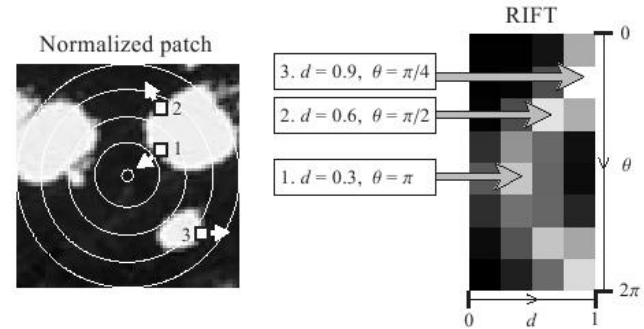 Normalized patch
2
1
3
RIFT
3. d = 0.9, θ = π/4
2. d = 0.6, θ = π/2
1. d = 0.3, θ = π
0
θ
2π
0
d
1